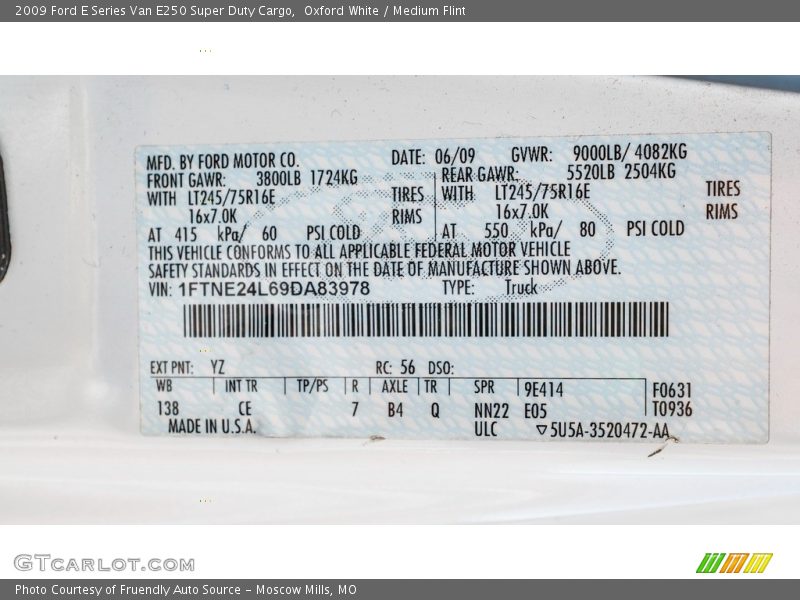 2009 Ford E Series Van E250 Super Duty Cargo,  Oxford White / Medium Flint
MFD. BY FORD MOTOR CO. DATE: 06/09 GVWR: 9000LB/ 4082KG
FRONT GAWR: 3800LB 1724KG REAR GAWR: 5520LB 2504KG
WITH LT245/75R16E TIRES WITH LT245/75R16E TIRES
16x7.0K RIMS 16x7.0K RIMS
AT 415 kPa/ 60 PSI COLD AT 550 kPa/ 80 PSI COLD
THIS VEHICLE CONFORMS TO ALL APPLICABLE FEDERAL MOTOR VEHICLE
SAFETY STANDARDS IN EFFECT ON THE DATE OF MANUFACTURE SHOWN ABOVE.
VIN: 1FTNE24L69DA83978 TYPE: Truck
EXT PNT: YZ RC: 56 DSO:
WB INT TR TP/PS R AXLE TR SPR 9E414 F0631
138 CE 7 B4 Q NN22 E05 T0936
MADE IN U.S.A. ULC ▽5U5A-3520472-AA
GTcarlot.com
Photo Courtesy of Fruendly Auto Source - Moscow Mills, MO